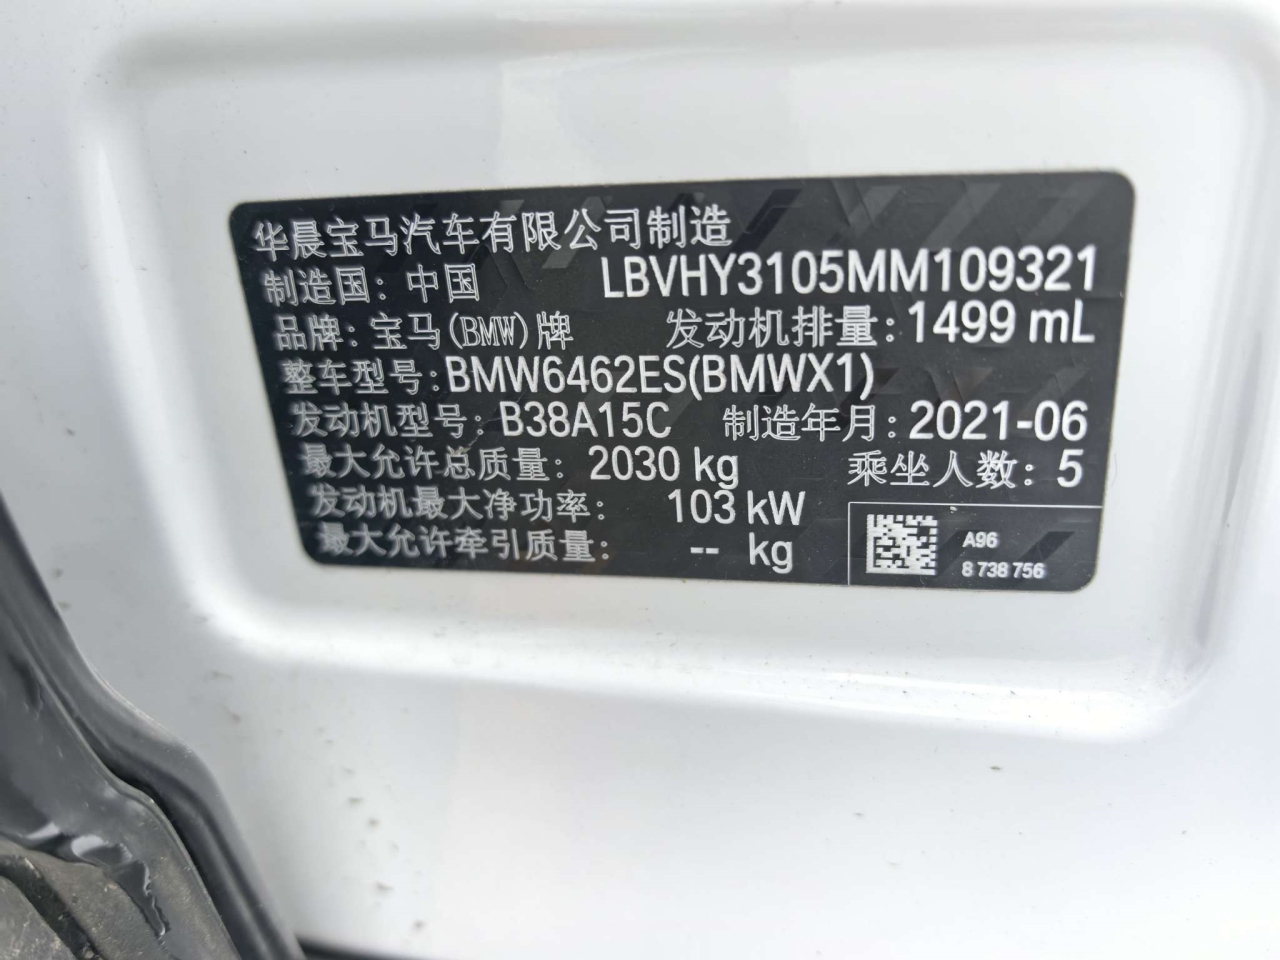 华晨宝马汽车有限公司制造
制造国：中国 LBVHY3105MM109321
品牌：宝马(BMW)牌 发动机排量：1499 mL
整车型号：BMW6462ES(BMWX1)
发动机型号：B38A15C 制造年月：2021-06
最大允许总质量：2030 kg 乘坐人数：5
发动机最大净功率：103 kW
最大允许牵引质量：-- kg
A96
8 738 756